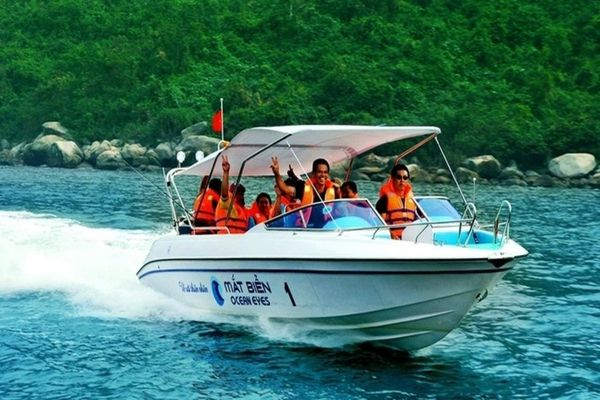 MẮT BIỂN
OCEAN EYES
1